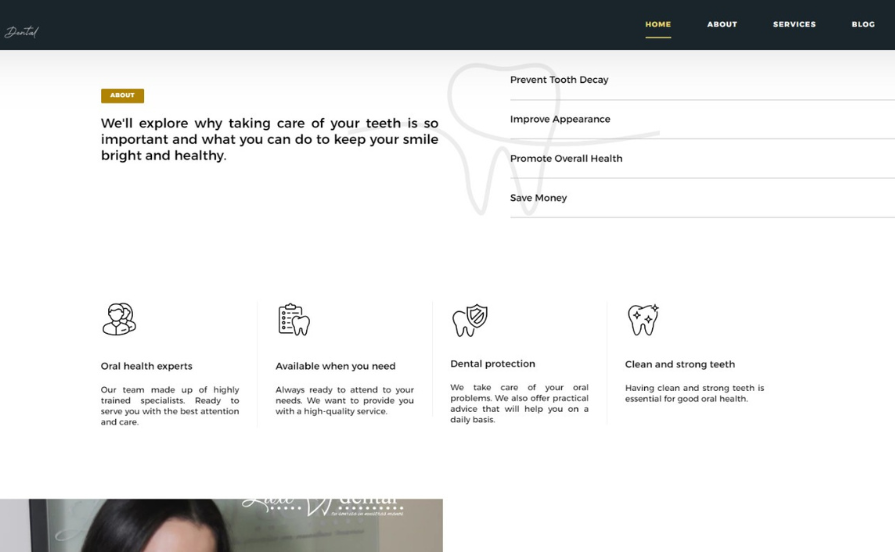 Dental
HOME
ABOUT
SERVICES
BLOG
ABOUT
We'll explore why taking care of your teeth is so
important and what you can do to keep your smile
bright and healthy.
Prevent Tooth Decay
Improve Appearance
Promote Overall Health
Save Money
Oral health experts
Our team made up of highly
trained specialists. Ready to
serve you with the best attention
and care.
Available when you need
Always ready to attend to your
needs. We want to provide you
with a high-quality service.
Dental protection
We take care of your oral
problems. We also offer practical
advice that will help you on a
daily basis.
Clean and strong teeth
Having clean and strong teeth is
essential for good oral health.
dental